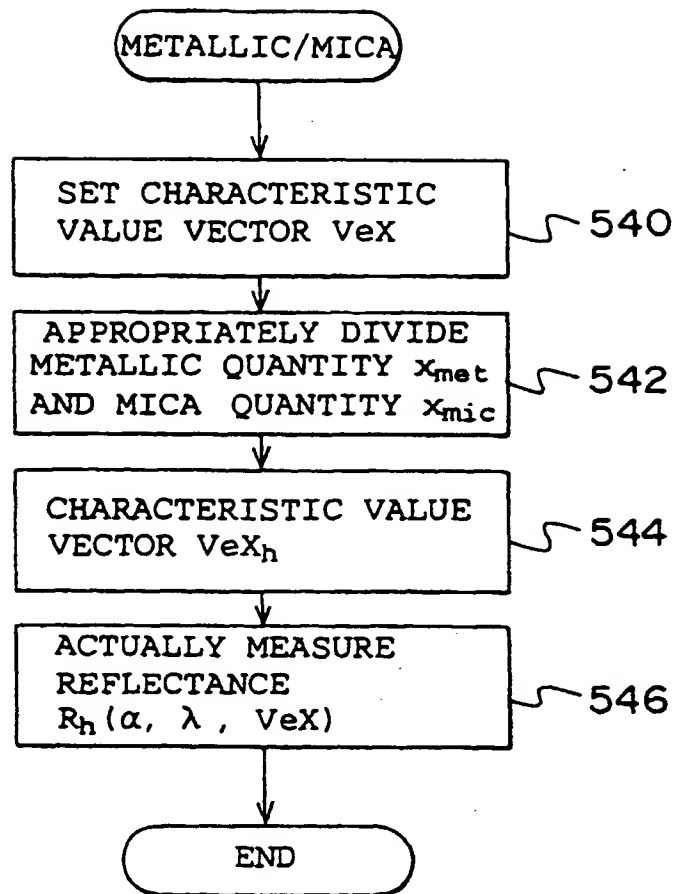 METALLIC/MICA
SET CHARACTERISTIC
VALUE VECTOR VeX
540
APPROPRIATELY DIVIDE
METALLIC QUANTITY xmet
AND MICA QUANTITY xmic
542
CHARACTERISTIC VALUE
VECTOR VeXh
544
ACTUALLY MEASURE
REFLECTANCE
Rh(α, λ, VeX)
546
END